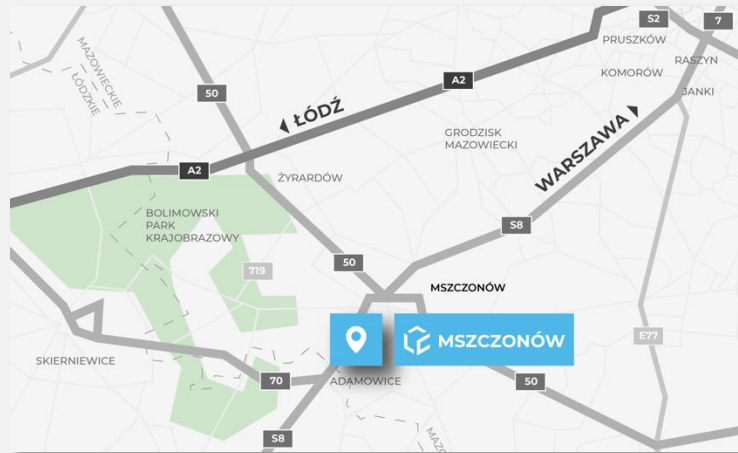 S2
7
PRUSZKÓW
RASZYN
MAZOWIECKIE
ŁÓDZKIE
KOMORÓW
A2
50
JANKI
ŁÓDŹ
GRODZISK
MAZOWIECKI
WARSZAWA
A2
ŻYRARDÓW
BOLIMOWSKI
PARK
KRAJOBRAZOWY
S8
50
719
MSZCZONÓW
MSZCZONÓW
E77
SKIERNIEWICE
70
ADAMOWICE
50
S8
MAZO